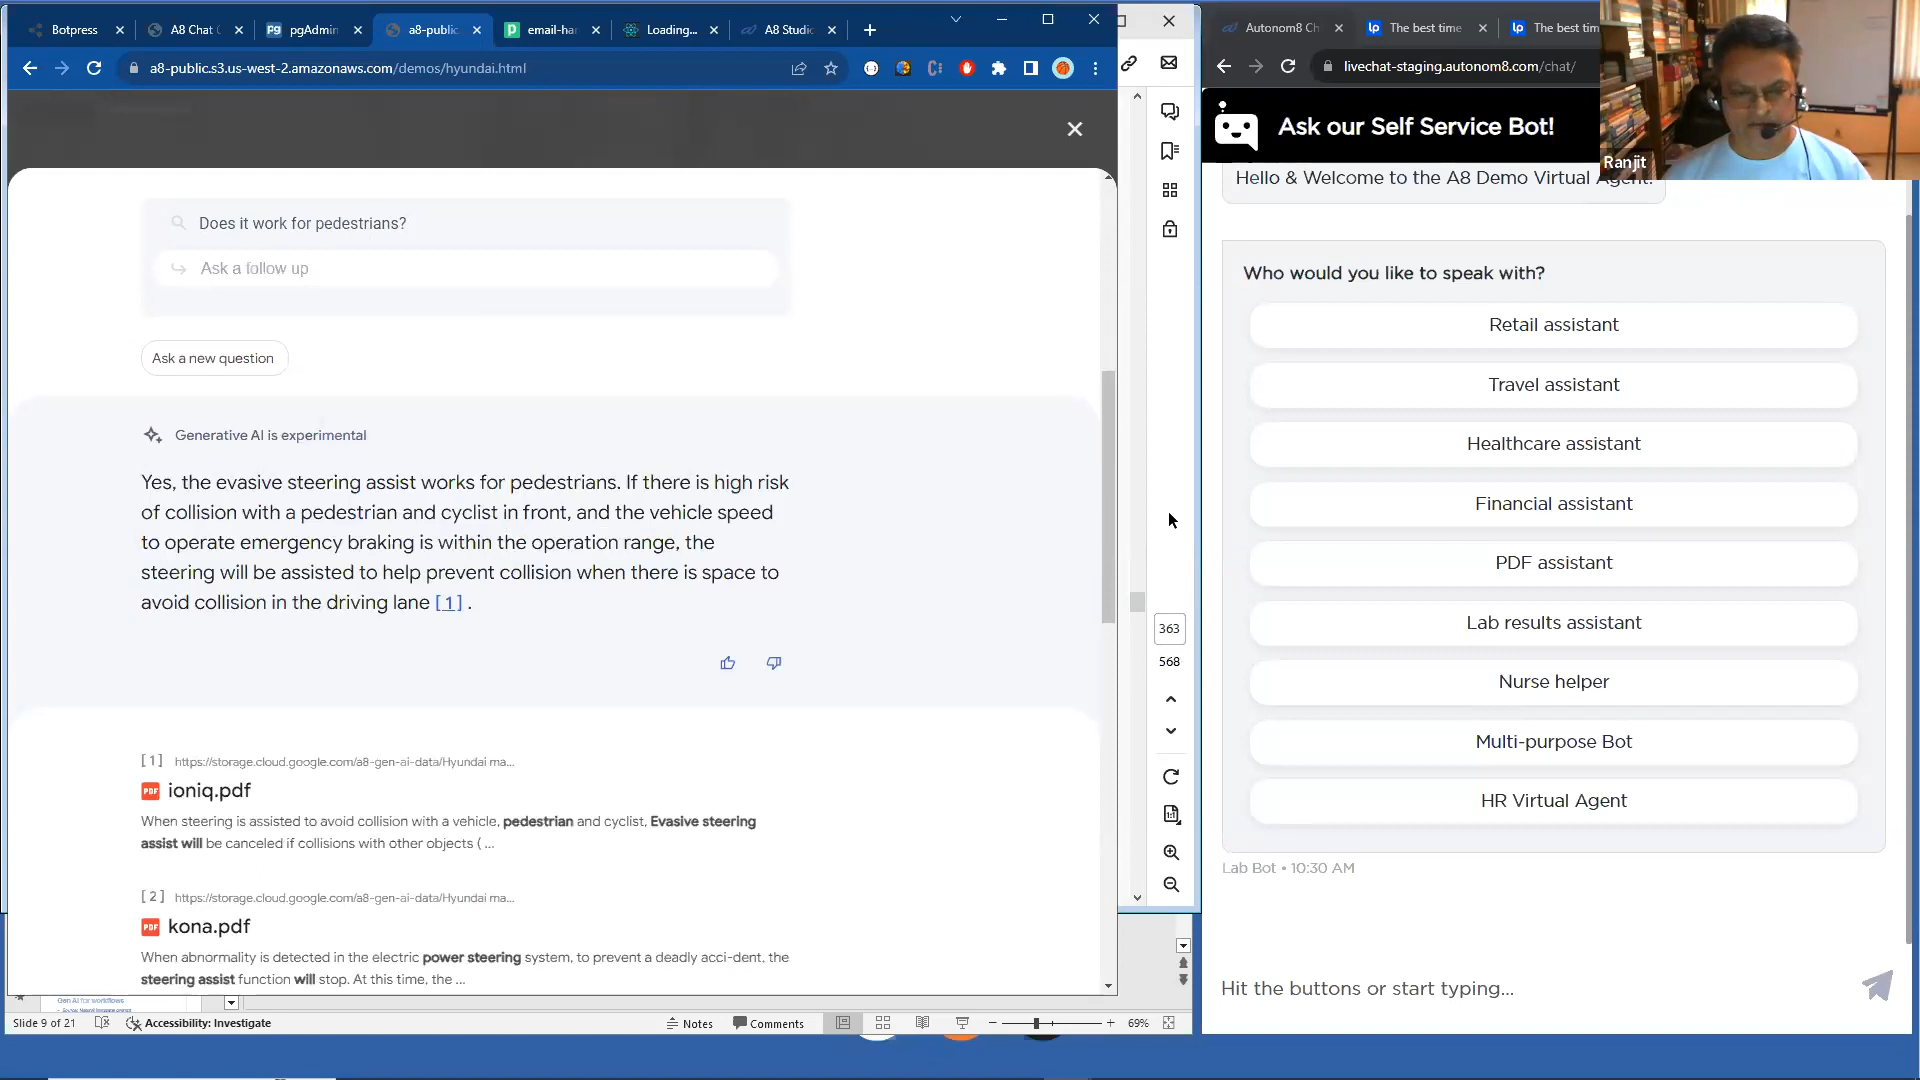 Botpress
A8 Chat C
pgAdmin
a8-public.
email-har
Loading...
A8 Studio
a8-public.s3.us-west-2.amazonaws.com/demos/hyundai.html
Does it work for pedestrians?
Ask a follow up
Ask a new question
Generative AI is experimental
Yes, the evasive steering assist works for pedestrians. If there is high risk
of collision with a pedestrian and cyclist in front, and the vehicle speed
to operate emergency braking is within the operation range, the
steering will be assisted to help prevent collision when there is space to
avoid collision in the driving lane [1] .
[1] https://storage.cloud.google.com/a8-gen-ai-data/Hyundai ma...
PDF ioniq.pdf
When steering is assisted to avoid collision with a vehicle, pedestrian and cyclist, Evasive steering
assist will be canceled if collisions with other objects ( ...
[2] https://storage.cloud.google.com/a8-gen-ai-data/Hyundai ma...
PDF kona.pdf
When abnormality is detected in the electric power steering system, to prevent a deadly acci-dent, the
steering assist function will stop. At this time, the ...
Gen AI for workflows
Slide 9 of 21
Accessibility: Investigate
Notes
Comments
69%
363
568
Autonom8 Ch
The best time
The best tim
livechat-staging.autonom8.com/chat/
Ask our Self Service Bot!
Ranjit
Hello & Welcome to the A8 Demo Virtual Agent.
Who would you like to speak with?
Retail assistant
Travel assistant
Healthcare assistant
Financial assistant
PDF assistant
Lab results assistant
Nurse helper
Multi-purpose Bot
HR Virtual Agent
Lab Bot • 10:30 AM
Hit the buttons or start typing...